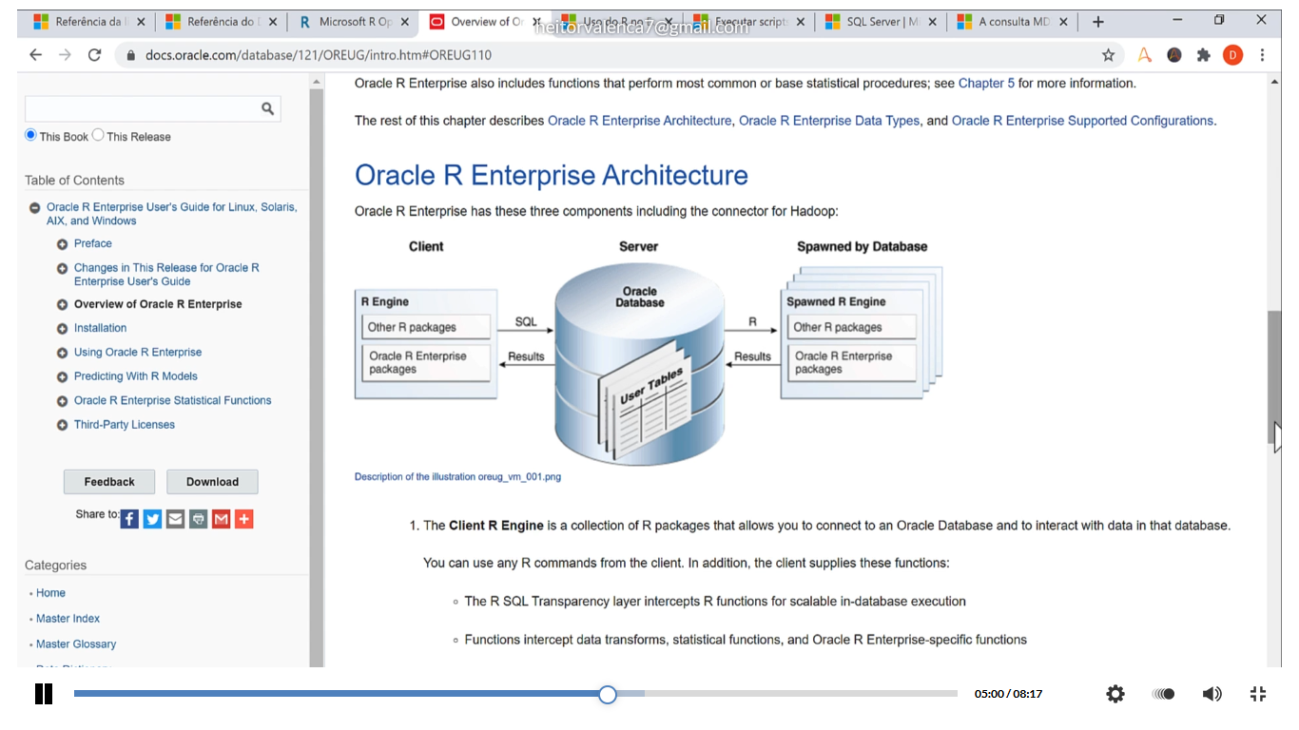 Referência da l
Referência do D
R Microsoft R Op
Overview of Or
Uso do R no
Executar scripts
SQL Server | Mi
A consulta MD
heitorvalerica7@gmail.com
docs.oracle.com/database/121/OREUG/intro.htm#OREUG110
D
This Book This Release
Table of Contents
Oracle R Enterprise User's Guide for Linux, Solaris,
AIX, and Windows
Preface
Changes in This Release for Oracle R
Enterprise User's Guide
Overview of Oracle R Enterprise
Installation
Using Oracle R Enterprise
Predicting With R Models
Oracle R Enterprise Statistical Functions
Third-Party Licenses
Feedback Download
Share to:
Categories
Home
Master Index
Master Glossary
Oracle R Enterprise also includes functions that perform most common or base statistical procedures; see Chapter 5 for more information.
The rest of this chapter describes Oracle R Enterprise Architecture, Oracle R Enterprise Data Types, and Oracle R Enterprise Supported Configurations.
Oracle R Enterprise Architecture
Oracle R Enterprise has these three components including the connector for Hadoop:
Client Server Spawned by Database
R Engine
Other R packages
Oracle R Enterprise
packages
SQL
Results
Oracle
Database
User Tables
R
Results
Spawned R Engine
Other R packages
Oracle R Enterprise
packages
Description of the illustration oreug_vm_001.png
1. The Client R Engine is a collection of R packages that allows you to connect to an Oracle Database and to interact with data in that database.
You can use any R commands from the client. In addition, the client supplies these functions:
The R SQL Transparency layer intercepts R functions for scalable in-database execution
Functions intercept data transforms, statistical functions, and Oracle R Enterprise-specific functions
05:00 / 08:17